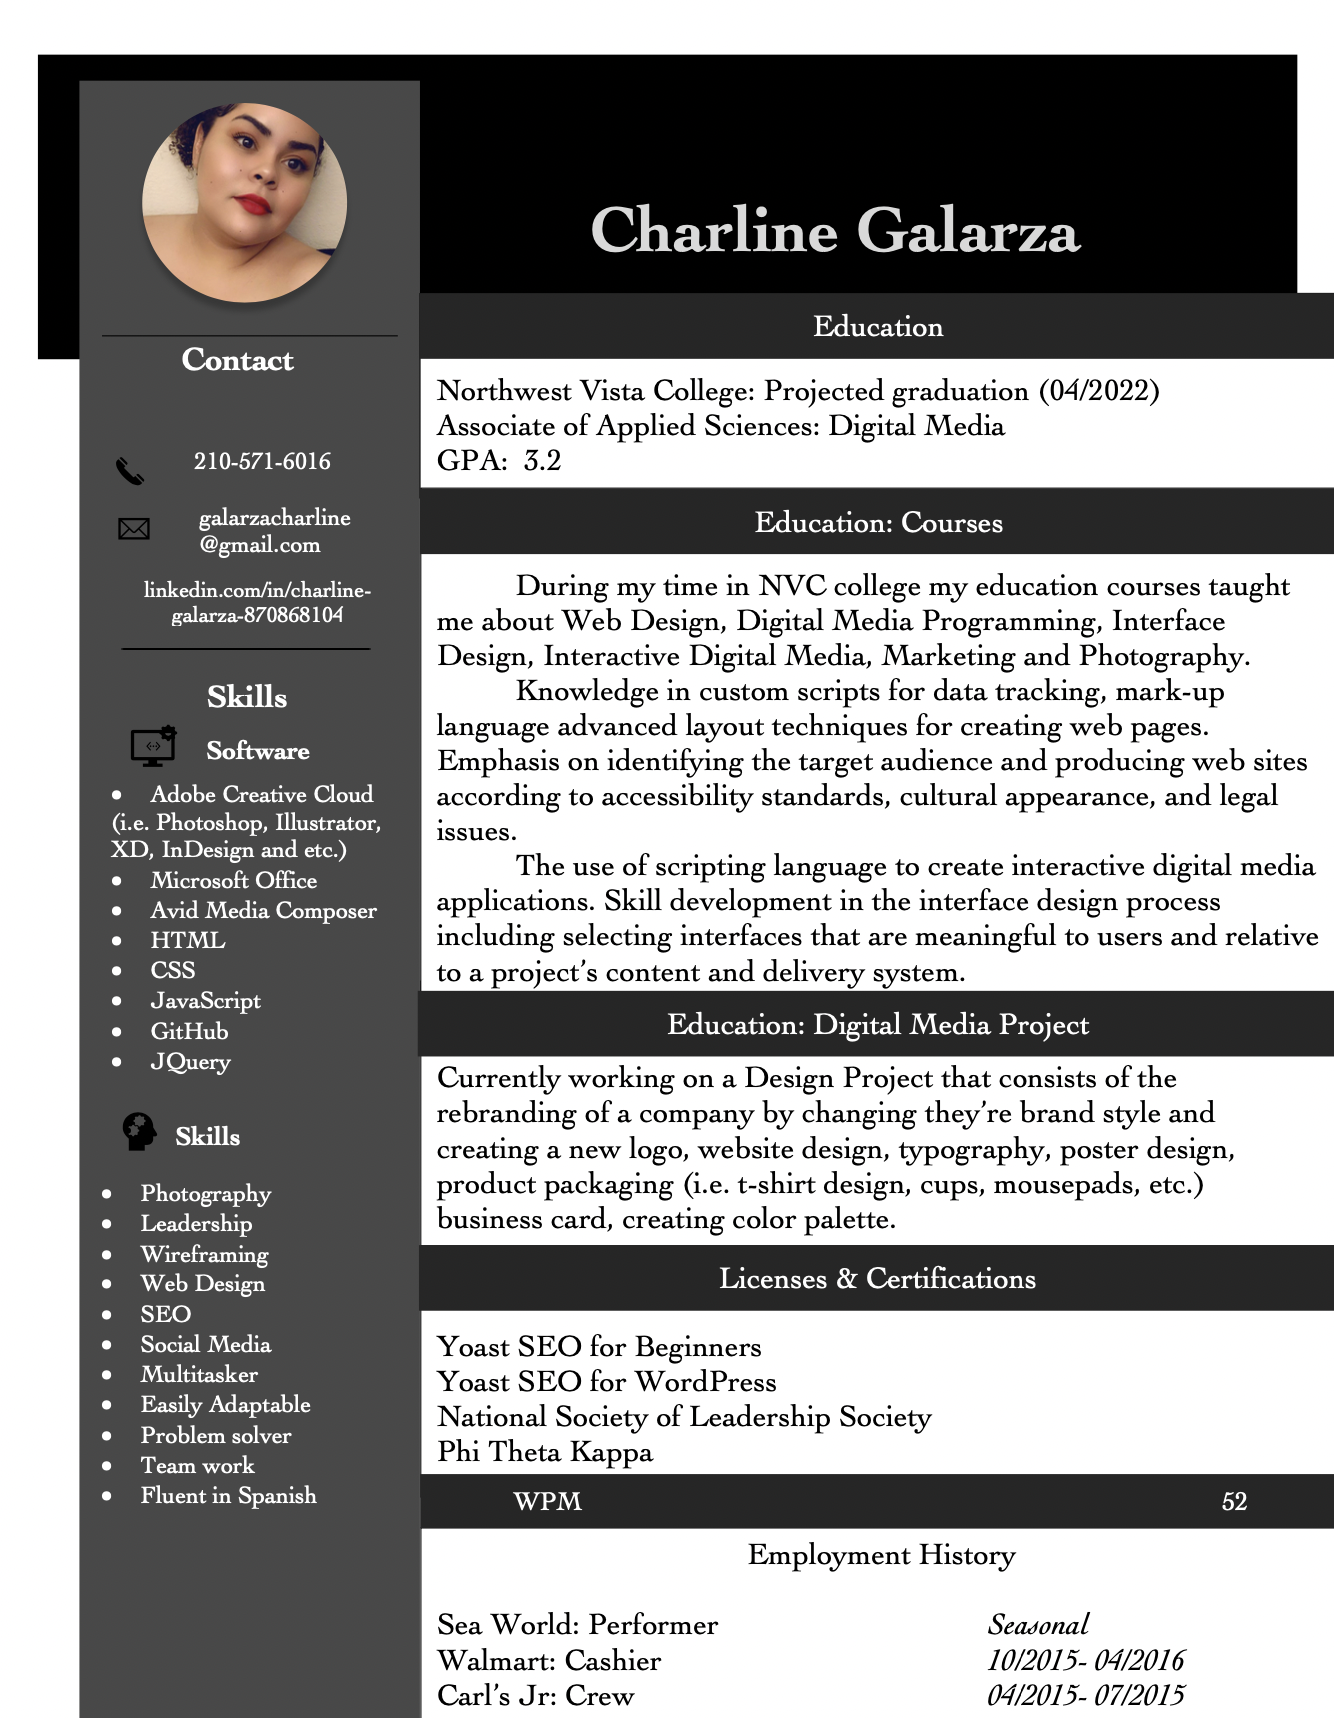 Charline Galarza
Contact
210-571-6016
galarzacharline
@gmail.com
linkedin.com/in/charline-
galarza-870868104
Skills
Software
• Adobe Creative Cloud
(i.e. Photoshop, Illustrator,
XD, InDesign and etc.)
• Microsoft Office
• Avid Media Composer
• HTML
• CSS
• JavaScript
• GitHub
• JQuery
Skills
• Photography
• Leadership
• Wireframing
• Web Design
• SEO
• Social Media
• Multitasker
• Easily Adaptable
• Problem solver
• Team work
• Fluent in Spanish
Education
Northwest Vista College: Projected graduation (04/2022)
Associate of Applied Sciences: Digital Media
GPA: 3.2
Education: Courses
During my time in NVC college my education courses taught
me about Web Design, Digital Media Programming, Interface
Design, Interactive Digital Media, Marketing and Photography.
Knowledge in custom scripts for data tracking, mark-up
language advanced layout techniques for creating web pages.
Emphasis on identifying the target audience and producing web sites
according to accessibility standards, cultural appearance, and legal
issues.
The use of scripting language to create interactive digital media
applications. Skill development in the interface design process
including selecting interfaces that are meaningful to users and relative
to a project's content and delivery system.
Education: Digital Media Project
Currently working on a Design Project that consists of the
rebranding of a company by changing they're brand style and
creating a new logo, website design, typography, poster design,
product packaging (i.e. t-shirt design, cups, mousepads, etc.)
business card, creating color palette.
Licenses & Certifications
Yoast SEO for Beginners
Yoast SEO for WordPress
National Society of Leadership Society
Phi Theta Kappa
WPM 52
Employment History
Sea World: Performer Seasonal
Walmart: Cashier 10/2015- 04/2016
Carl's Jr: Crew 04/2015- 07/2015